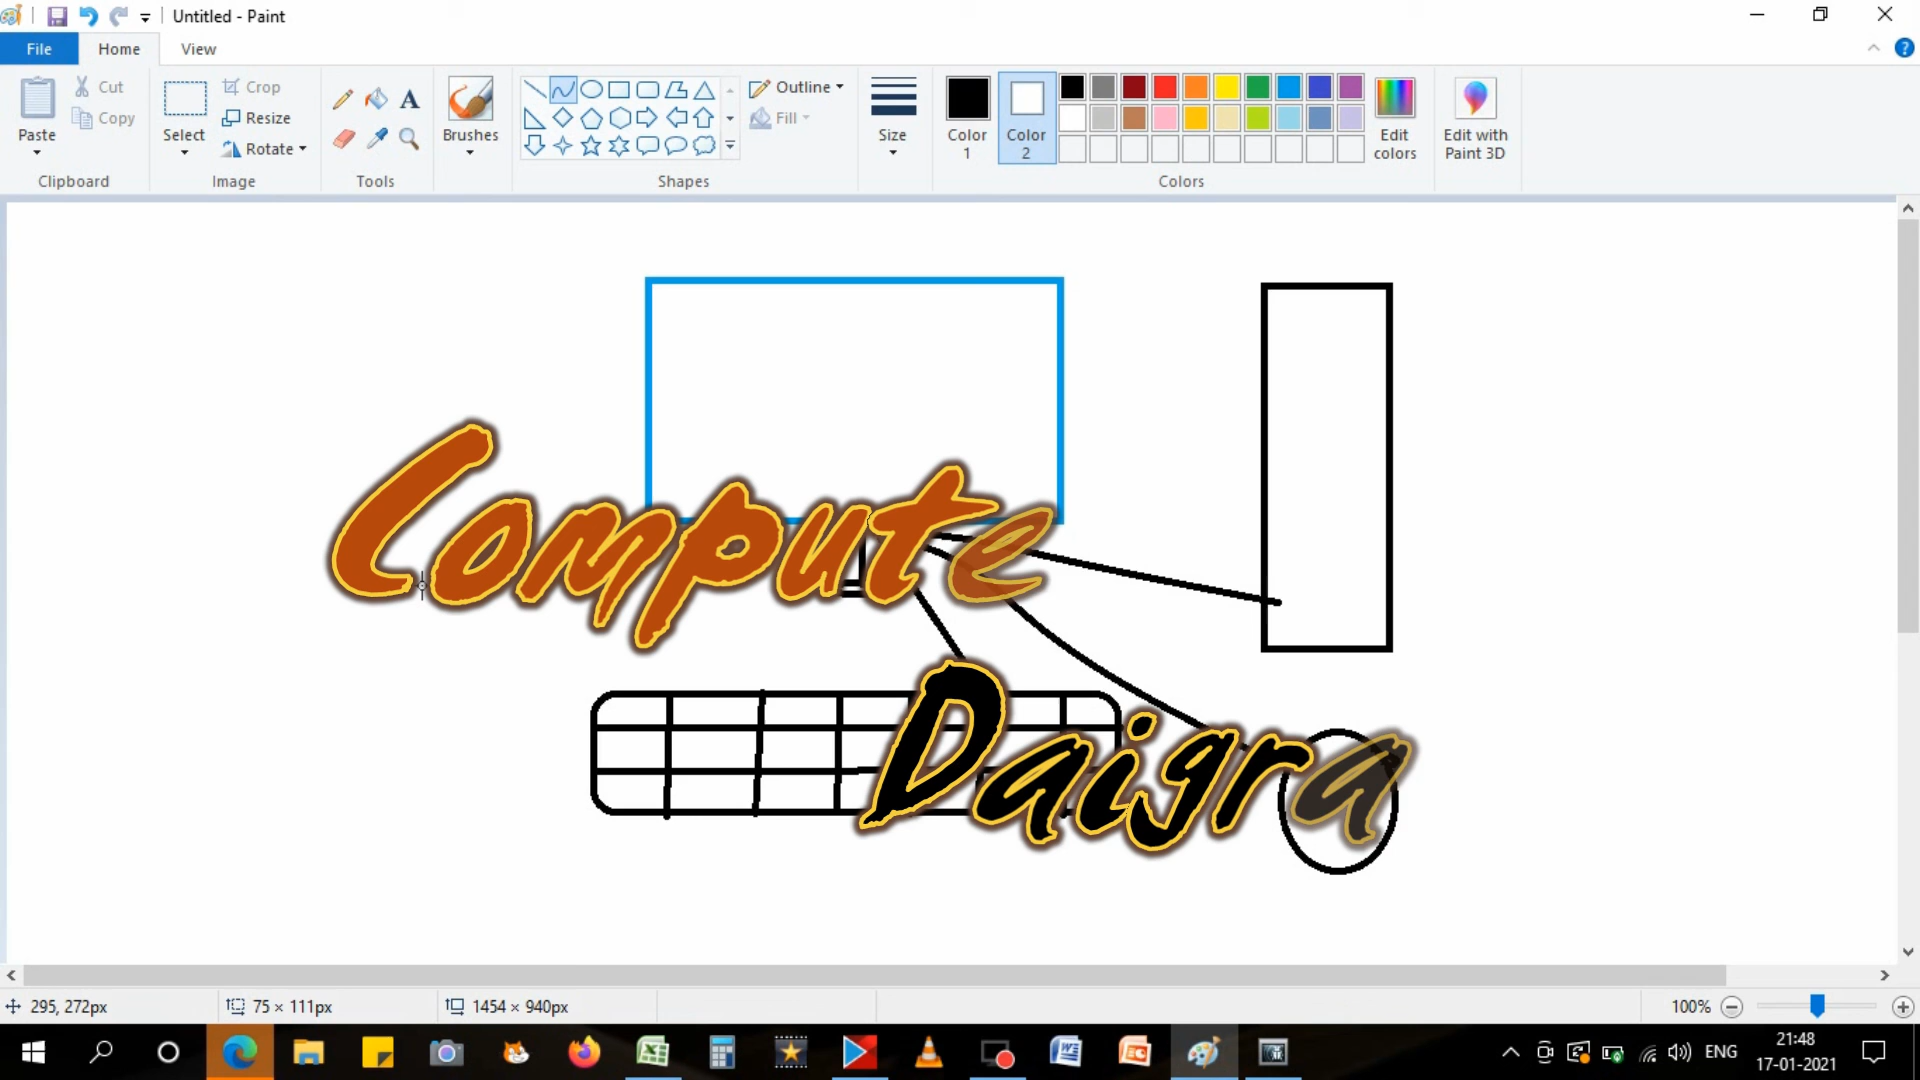 Untitled - Paint
File Home View
Paste Cut Copy Select Crop Resize Rotate Brushes Outline Fill Size Color 1 Color 2 Edit colors Edit with Paint 3D
Clipboard Image Tools Shapes Colors
Compute
Daigra
295, 272px 75 × 111px 1454 × 940px 100%
ENG 21:48
17-01-2021